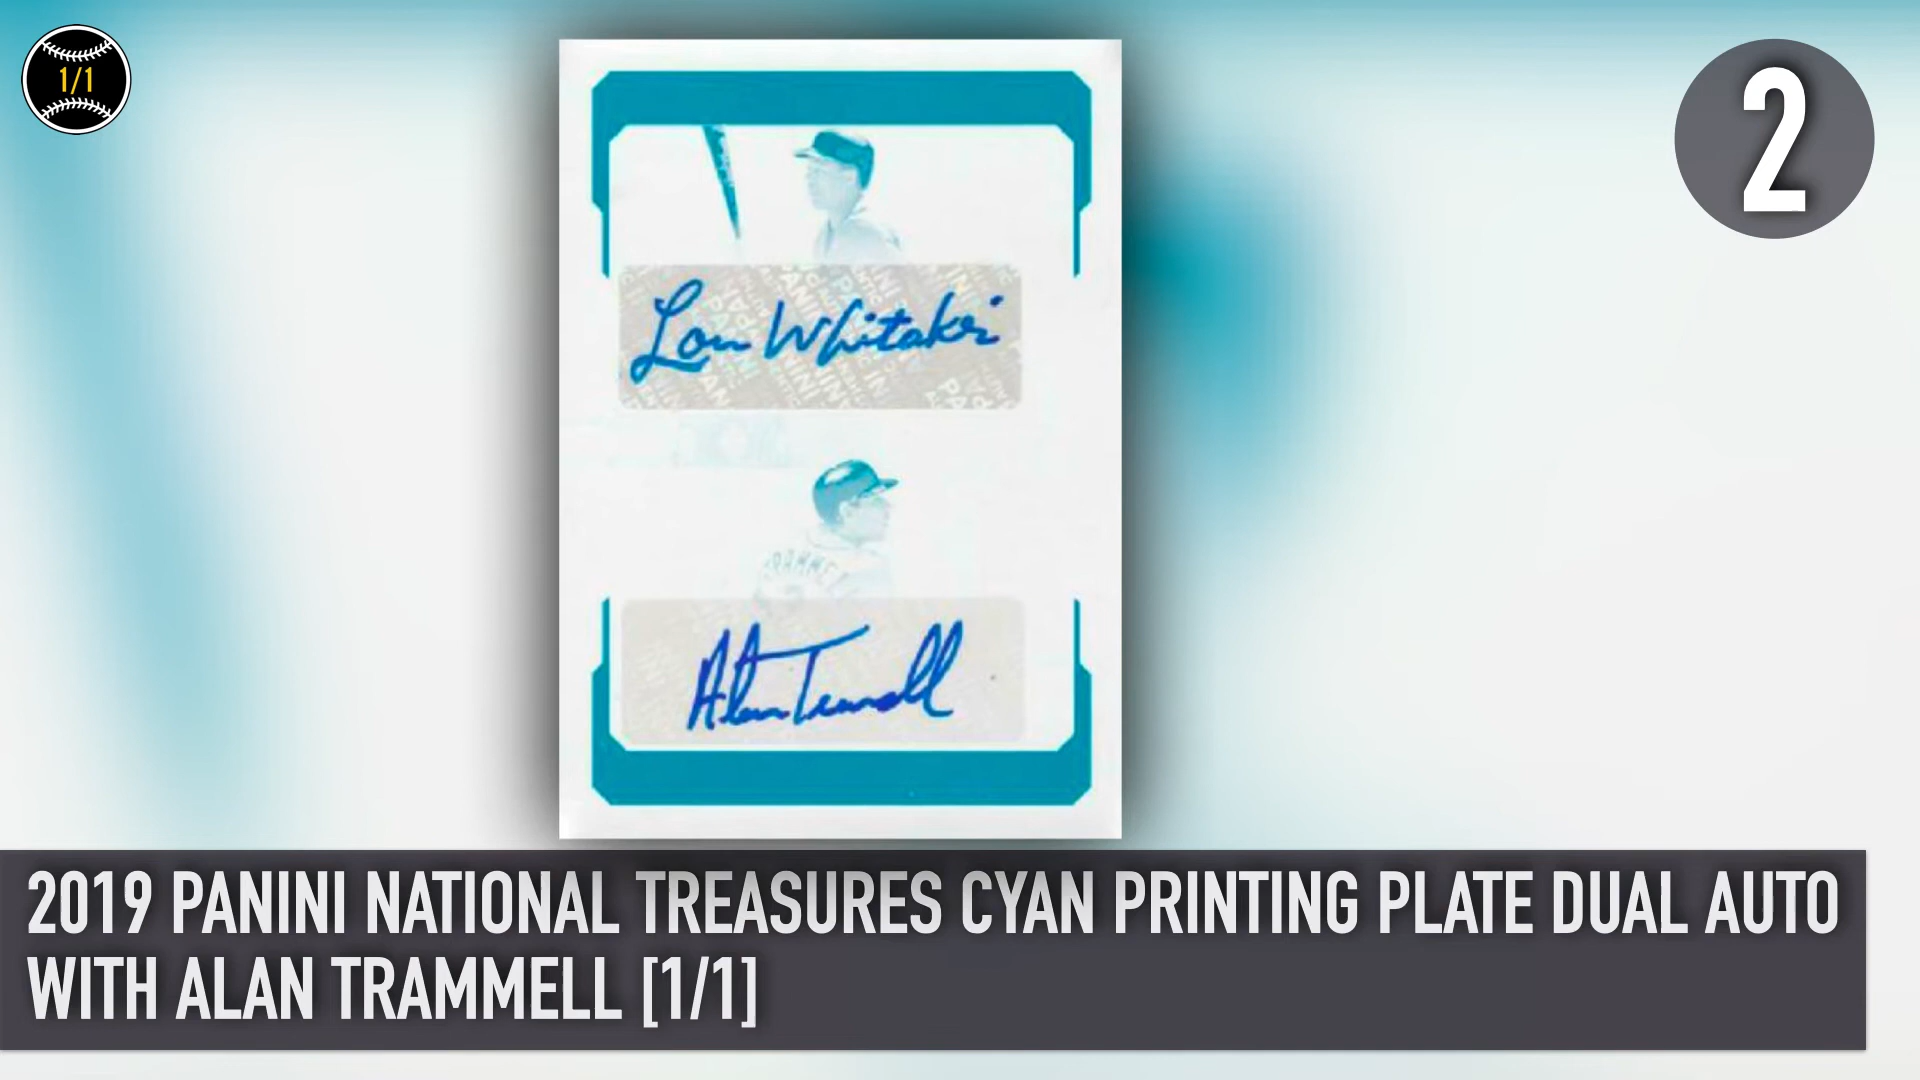 1/1
2
Lou Whitaker
TRAMMELL
Alan Trammell
2019 PANINI NATIONAL TREASURES CYAN PRINTING PLATE DUAL AUTO
WITH ALAN TRAMMELL [1/1]